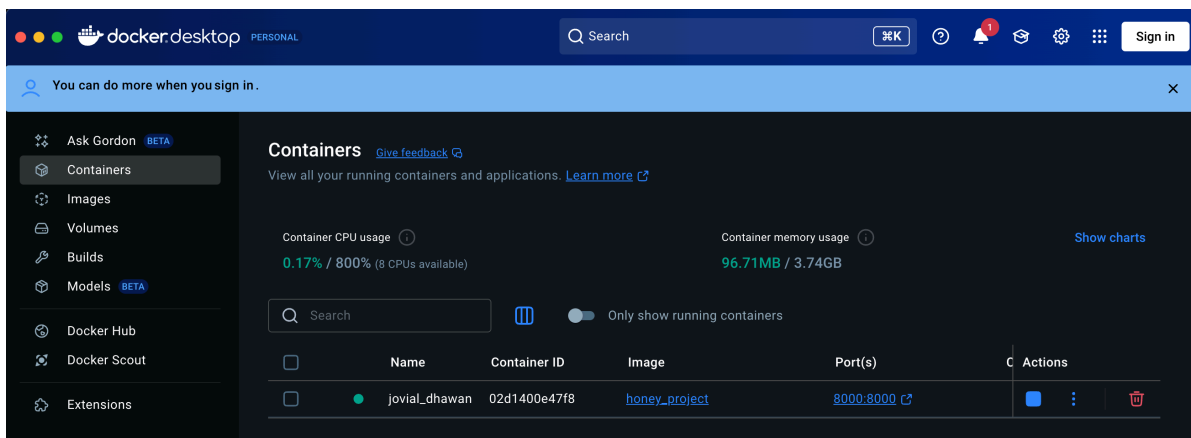 docker.desktop PERSONAL Search ⌘K 1 Sign in
You can do more when you sign in.
Ask Gordon BETA
Containers
Images
Volumes
Builds
Models BETA
Docker Hub
Docker Scout
Extensions
Containers Give feedback
View all your running containers and applications. Learn more
Container CPU usage
0.17% / 800% (8 CPUs available)
Container memory usage
96.71MB / 3.74GB
Show charts
Search
Only show running containers
Name Container ID Image Port(s) C Actions
jovial_dhawan 02d1400e47f8 honey_project 8000:8000